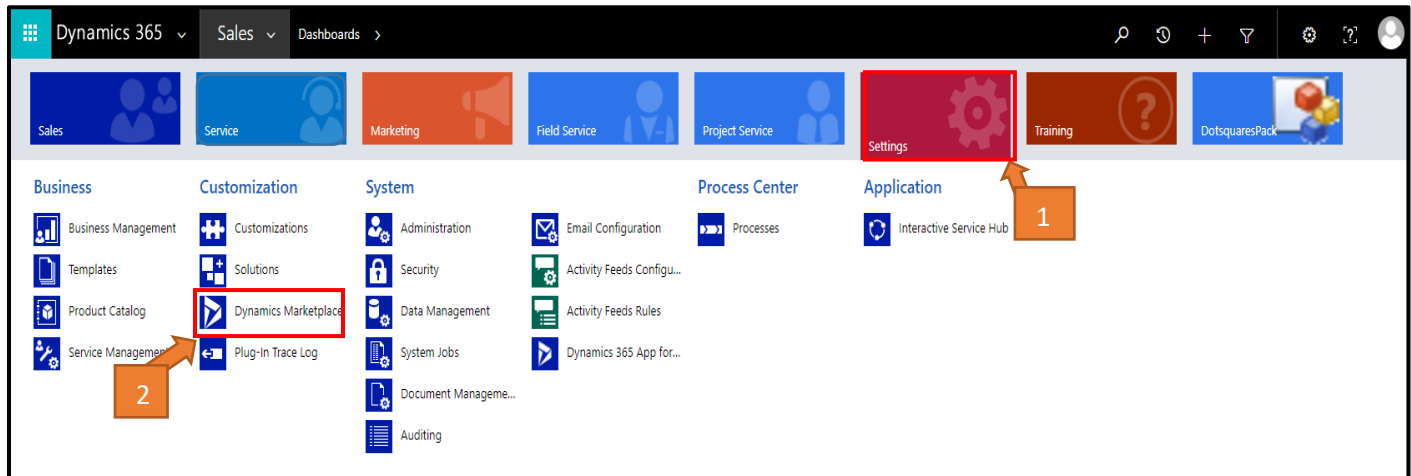 Dynamics 365 Sales Dashboards >
[?]
Sales Service Marketing Field Service Project Service Settings Training DotsquaresPack
1
Business Customization System Process Center Application
Business Management Customizations Administration Email Configuration Processes Interactive Service Hub
Templates Solutions Security Activity Feeds Configu...
Product Catalog Dynamics Marketplace Data Management Activity Feeds Rules
Service Management Plug-In Trace Log System Jobs Dynamics 365 App for...
2
Document Manageme...
Auditing